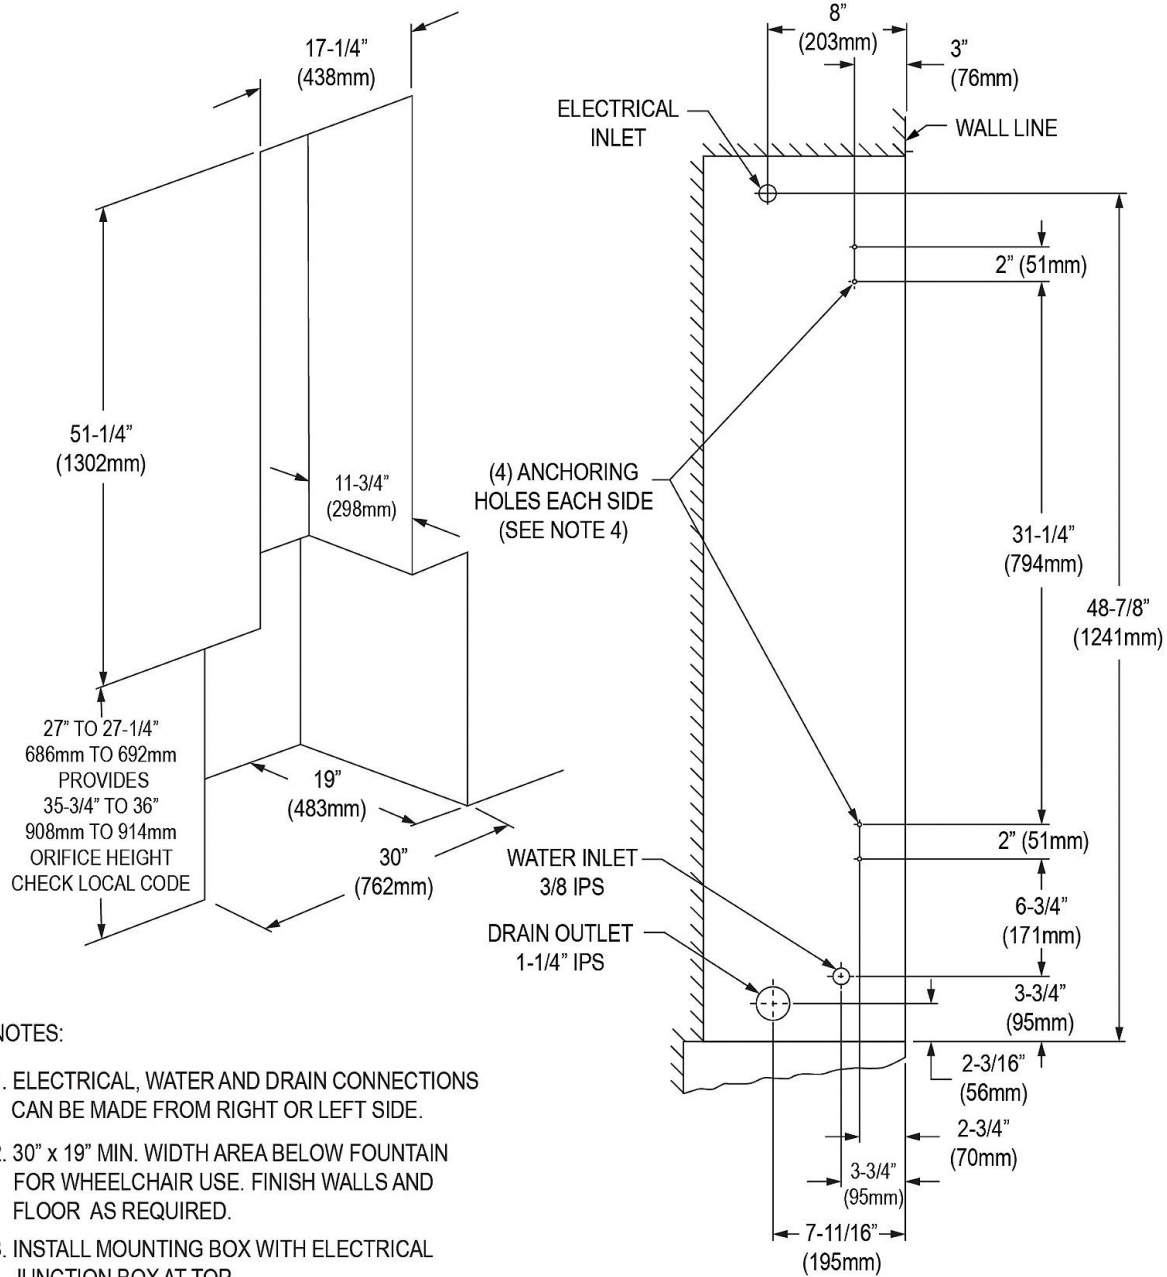 17-1/4”
(438mm)
51-1/4”
(1302mm)
11-3/4”
(298mm)
27” TO 27-1/4”
686mm TO 692mm
PROVIDES
35-3/4” TO 36”
908mm TO 914mm
ORIFICE HEIGHT
CHECK LOCAL CODE
19”
(483mm)
30”
(762mm)
8”
(203mm)
3”
(76mm)
ELECTRICAL
INLET
WALL LINE
2” (51mm)
(4) ANCHORING
HOLES EACH SIDE
(SEE NOTE 4)
31-1/4”
(794mm)
48-7/8”
(1241mm)
2” (51mm)
WATER INLET
3/8 IPS
6-3/4”
(171mm)
DRAIN OUTLET
1-1/4” IPS
3-3/4”
(95mm)
2-3/16”
(56mm)
2-3/4”
(70mm)
3-3/4”
(95mm)
7-11/16”
(195mm)
NOTES:
. ELECTRICAL, WATER AND DRAIN CONNECTIONS
CAN BE MADE FROM RIGHT OR LEFT SIDE.
2. 30” x 19” MIN. WIDTH AREA BELOW FOUNTAIN
FOR WHEELCHAIR USE. FINISH WALLS AND
FLOOR AS REQUIRED.
3. INSTALL MOUNTING BOX WITH ELECTRICAL
JUNCTION BOX AT TOP